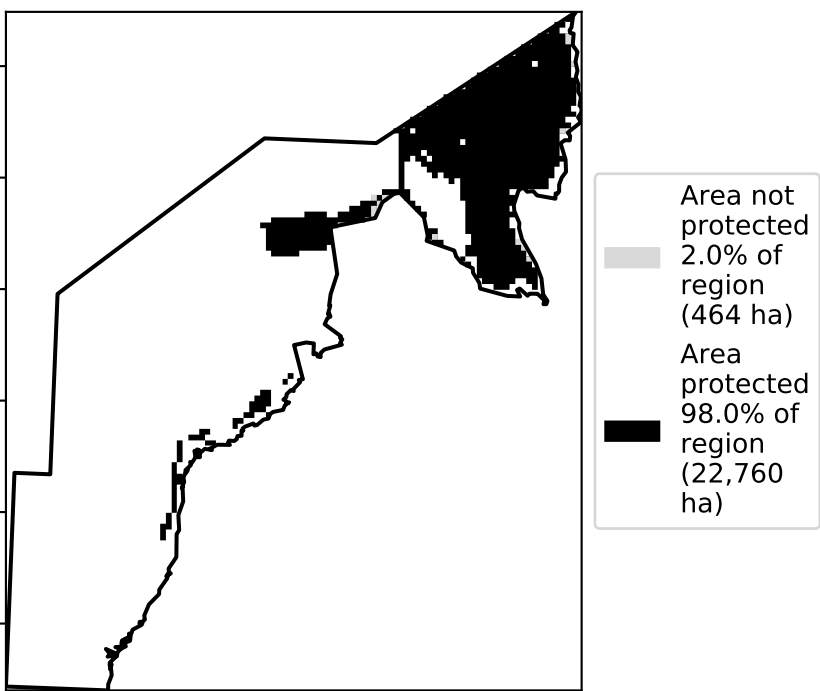 Area not
protected
2.0% of
region
(464 ha)
Area
protected
98.0% of
region
(22,760
ha)